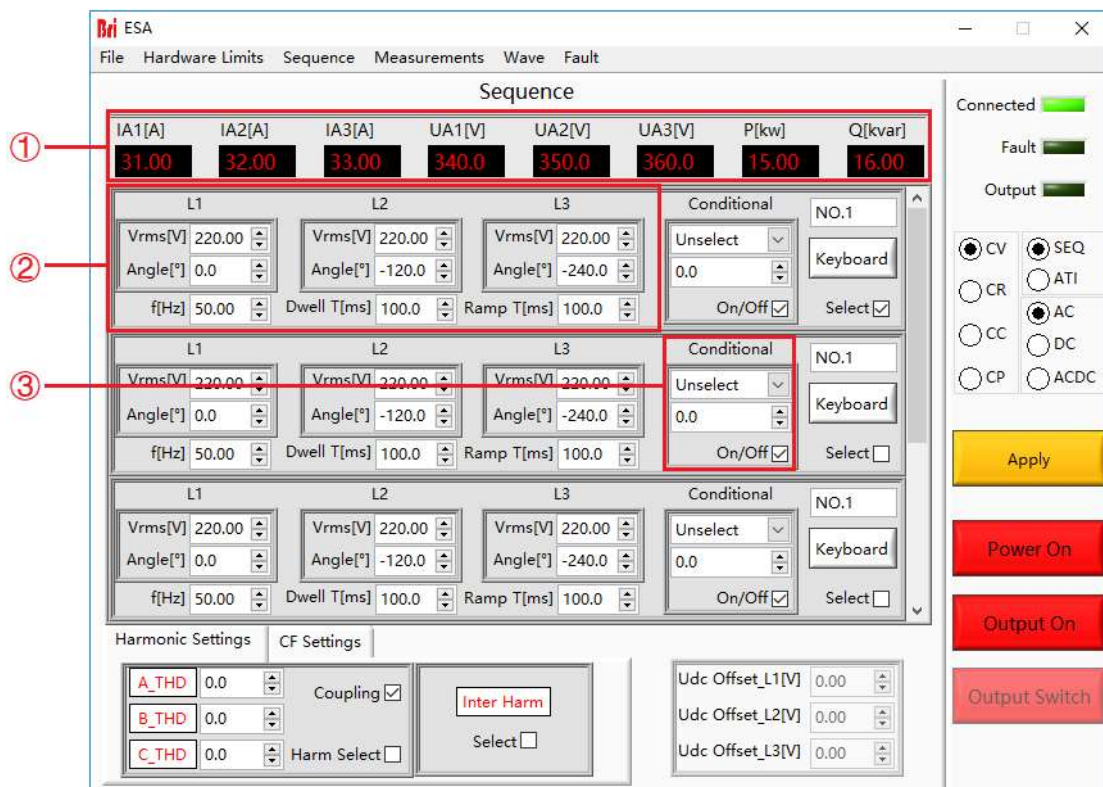 Bri ESA
File Hardware Limits Sequence Measurements Wave Fault
Sequence
Connected
Fault
Output
① IA1[A] IA2[A] IA3[A] UA1[V] UA2[V] UA3[V] P[kw] Q[kvar]
31.00 32.00 33.00 340.0 350.0 360.0 15.00 16.00
② L1 L2 L3 Conditional NO.1
Vrms[V] 220.00 Vrms[V] 220.00 Vrms[V] 220.00 Unselect Keyboard
Angle[°] 0.0 Angle[°] -120.0 Angle[°] -240.0 0.0
f[Hz] 50.00 Dwell T[ms] 100.0 Ramp T[ms] 100.0 On/Off Select
CV SEQ
CR ATI
AC
CC DC
CP ACDC
③ L1 L2 L3 Conditional NO.1
Vrms[V] 220.00 Vrms[V] 220.00 Vrms[V] 220.00 Unselect Keyboard
Angle[°] 0.0 Angle[°] -120.0 Angle[°] -240.0 0.0
f[Hz] 50.00 Dwell T[ms] 100.0 Ramp T[ms] 100.0 On/Off Select
L1 L2 L3 Conditional NO.1
Vrms[V] 220.00 Vrms[V] 220.00 Vrms[V] 220.00 Unselect Keyboard
Angle[°] 0.0 Angle[°] -120.0 Angle[°] -240.0 0.0
f[Hz] 50.00 Dwell T[ms] 100.0 Ramp T[ms] 100.0 On/Off Select
Apply
Power On
Output On
Output Switch
Harmonic Settings CF Settings
A_THD 0.0 Coupling
B_THD 0.0
C_THD 0.0 Harm Select
Inter Harm
Select
Udc Offset_L1[V] 0.00
Udc Offset_L2[V] 0.00
Udc Offset_L3[V] 0.00